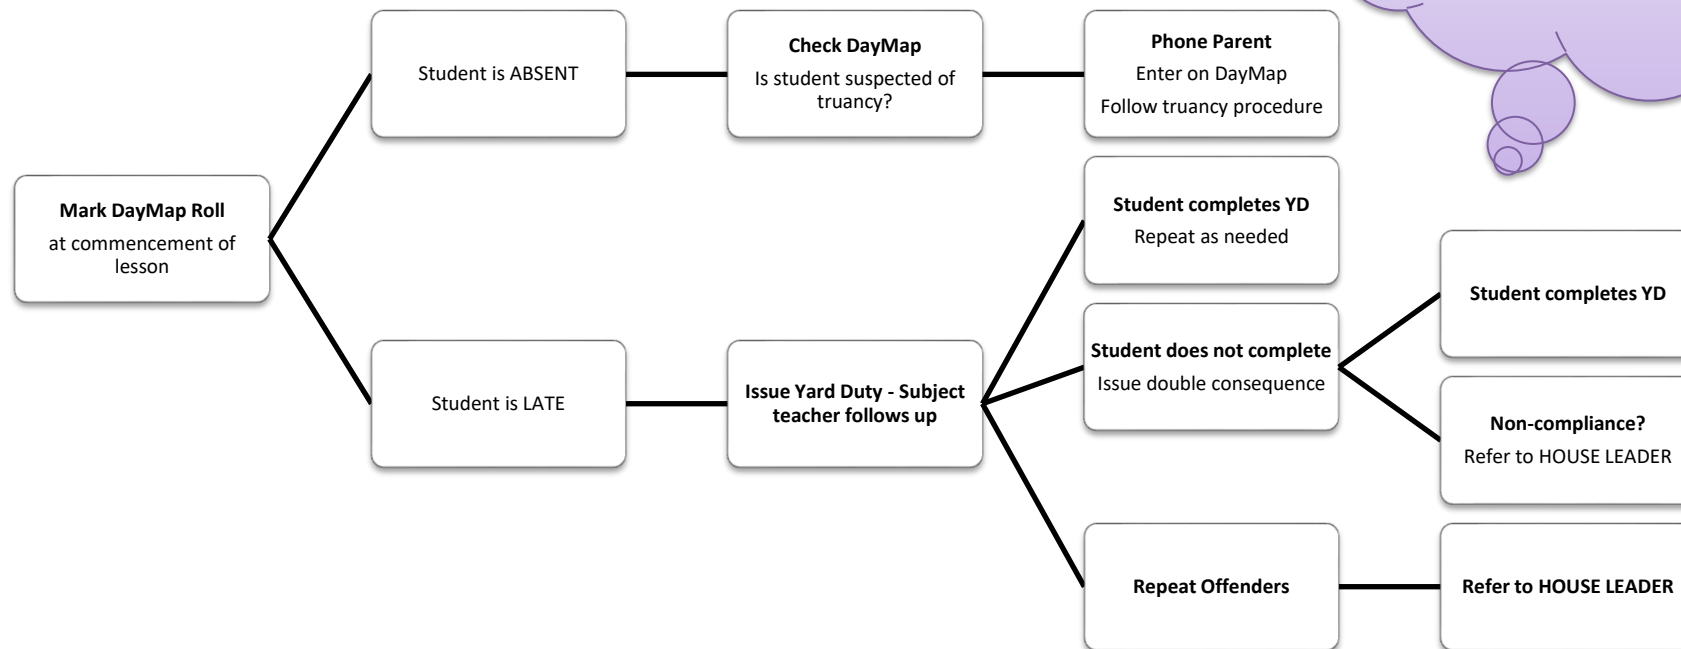 Mark DayMap Roll
at commencement of
lesson
Student is ABSENT
Check DayMap
Is student suspected of
truancy?
Phone Parent
Enter on DayMap
Follow truancy procedure
Student is LATE
Issue Yard Duty - Subject
teacher follows up
Student completes YD
Repeat as needed
Student does not complete
Issue double consequence
Student completes YD
Non-compliance?
Refer to HOUSE LEADER
Repeat Offenders
Refer to HOUSE LEADER